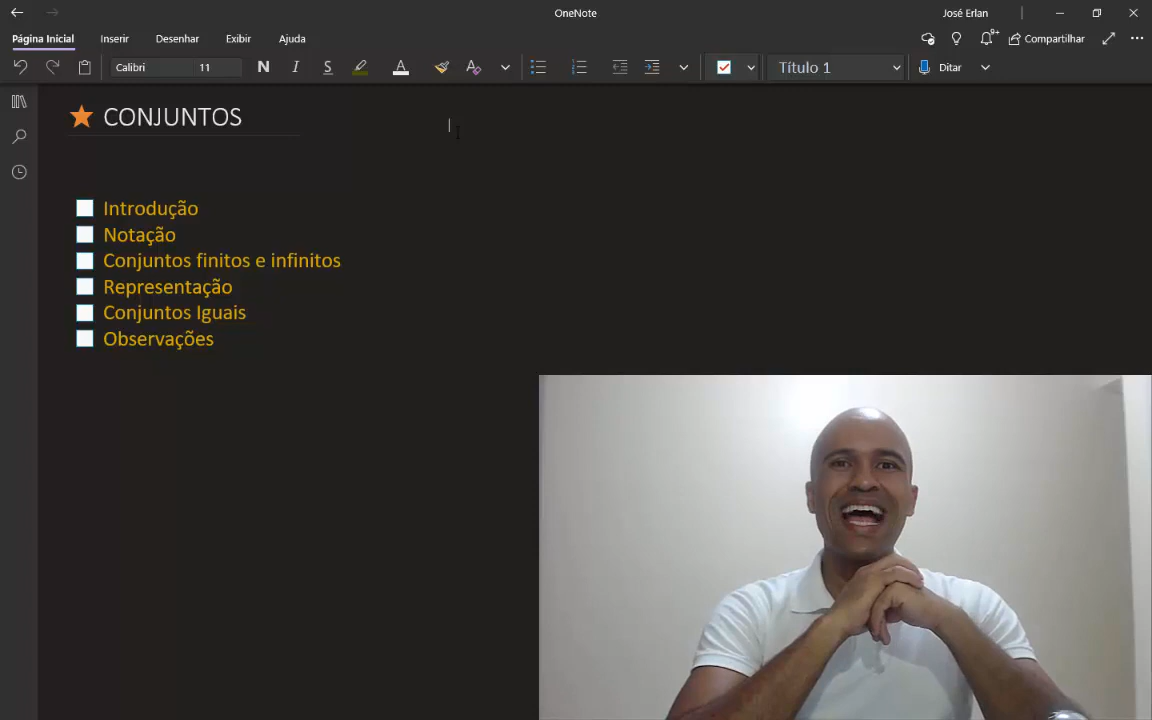 OneNote
José Erlan
Página Inicial
Inserir
Desenhar
Exibir
Ajuda
9+
Compartilhar
Calibri
11
N
I
S
A
A
Título 1
Ditar
CONJUNTOS
Introdução
Notação
Conjuntos finitos e infinitos
Representação
Conjuntos Iguais
Observações